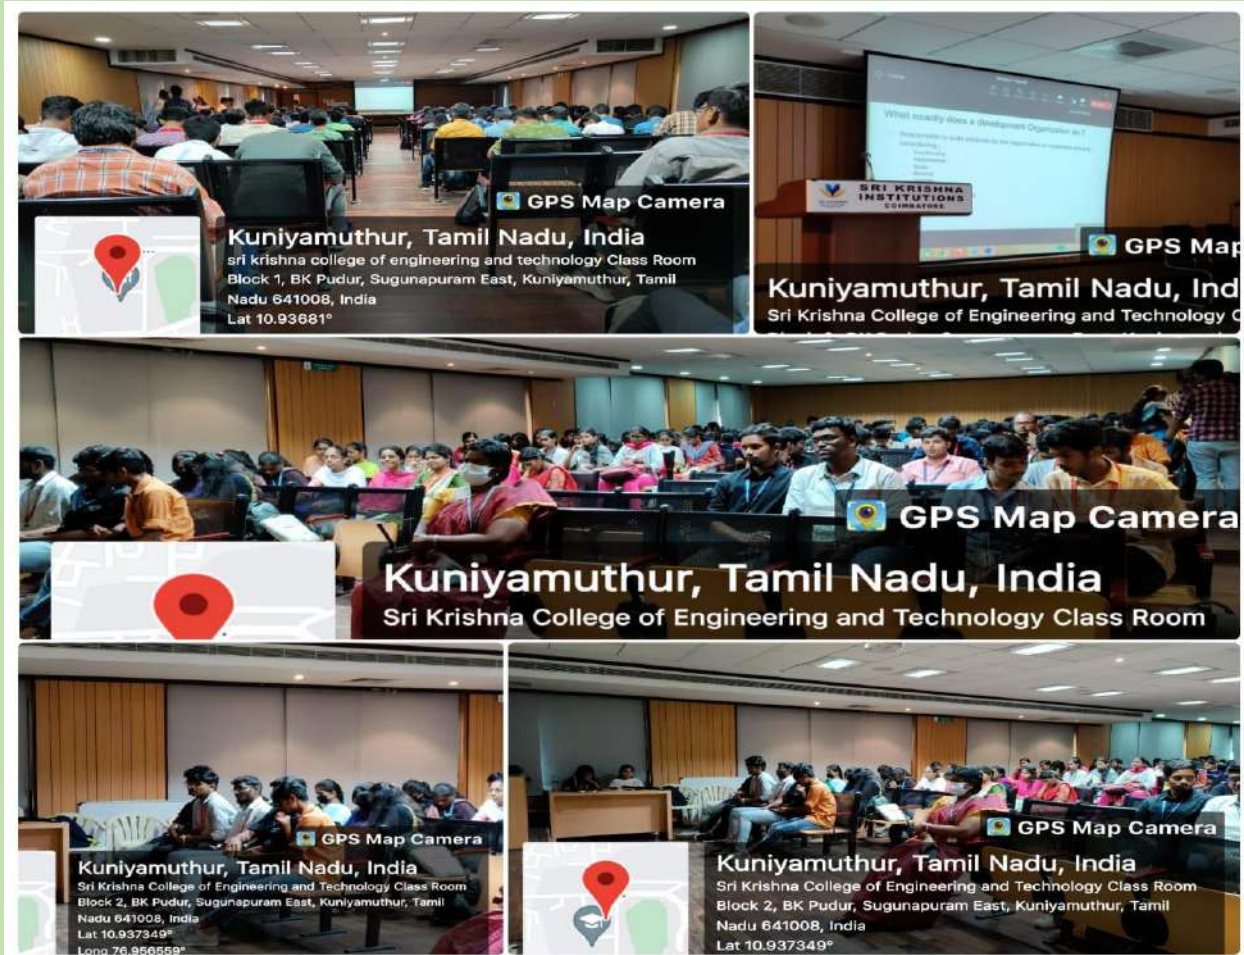 GPS Map Camera
Kuniyamuthur, Tamil Nadu, India
sri krishna college of engineering and technology Class Room
Block 1, BK Pudur, Sugunapuram East, Kuniyamuthur, Tamil
Nadu 641008, India
Lat 10.93681°
What exactly does a development Organization do?
SRI KRISHNA
INSTITUTIONS
COIMBATORE
GPS Map
Kuniyamuthur, Tamil Nadu, Ind
Sri Krishna College of Engineering and Technology C
GPS Map Camera
Kuniyamuthur, Tamil Nadu, India
Sri Krishna College of Engineering and Technology Class Room
GPS Map Camera
Kuniyamuthur, Tamil Nadu, India
Sri Krishna College of Engineering and Technology Class Room
Block 2, BK Pudur, Sugunapuram East, Kuniyamuthur, Tamil
Nadu 641008, India
Lat 10.937349°
Long 76.956559°
GPS Map Camera
Kuniyamuthur, Tamil Nadu, India
Sri Krishna College of Engineering and Technology Class Room
Block 2, BK Pudur, Sugunapuram East, Kuniyamuthur, Tamil
Nadu 641008, India
Lat 10.937349°